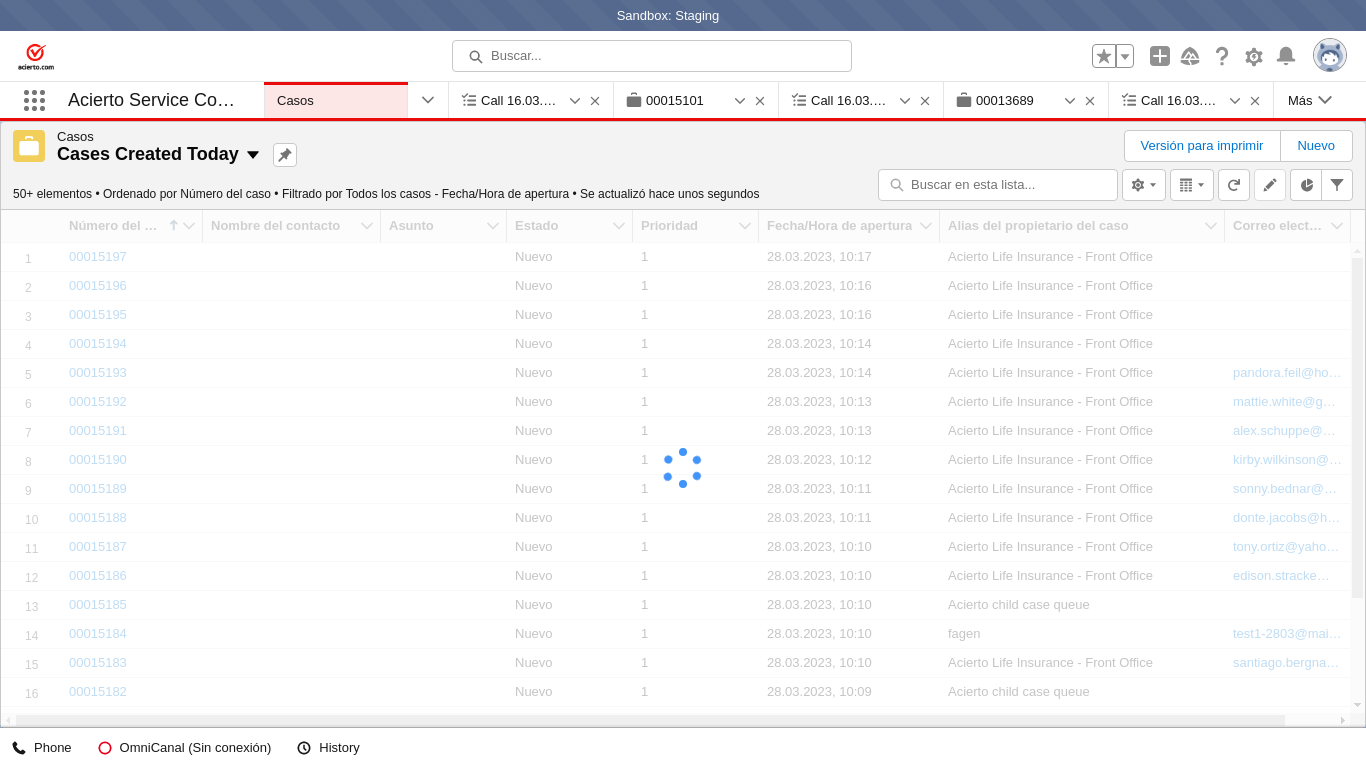 Sandbox: Staging
acierto.com
Buscar...
Acierto Service Co…
Casos
Call 16.03.…
00015101
Call 16.03.…
00013689
Call 16.03.…
Más
Casos
Cases Created Today
Versión para imprimir
Nuevo
50+ elementos • Ordenado por Número del caso • Filtrado por Todos los casos - Fecha/Hora de apertura • Se actualizó hace unos segundos
Buscar en esta lista...
Número del … Nombre del contacto Asunto Estado Prioridad Fecha/Hora de apertura Alias del propietario del caso Correo elect…
1 00015197 Nuevo 1 28.03.2023, 10:17 Acierto Life Insurance - Front Office
2 00015196 Nuevo 1 28.03.2023, 10:16 Acierto Life Insurance - Front Office
3 00015195 Nuevo 1 28.03.2023, 10:16 Acierto Life Insurance - Front Office
4 00015194 Nuevo 1 28.03.2023, 10:14 Acierto Life Insurance - Front Office
5 00015193 Nuevo 1 28.03.2023, 10:14 Acierto Life Insurance - Front Office pandora.feil@ho…
6 00015192 Nuevo 1 28.03.2023, 10:13 Acierto Life Insurance - Front Office mattie.white@g…
7 00015191 Nuevo 1 28.03.2023, 10:13 Acierto Life Insurance - Front Office alex.schuppe@…
8 00015190 Nuevo 1 28.03.2023, 10:12 Acierto Life Insurance - Front Office kirby.wilkinson@…
9 00015189 Nuevo 1 28.03.2023, 10:11 Acierto Life Insurance - Front Office sonny.bednar@…
10 00015188 Nuevo 1 28.03.2023, 10:11 Acierto Life Insurance - Front Office donte.jacobs@h…
11 00015187 Nuevo 1 28.03.2023, 10:10 Acierto Life Insurance - Front Office tony.ortiz@yaho…
12 00015186 Nuevo 1 28.03.2023, 10:10 Acierto Life Insurance - Front Office edison.stracke…
13 00015185 Nuevo 1 28.03.2023, 10:10 Acierto child case queue
14 00015184 Nuevo 1 28.03.2023, 10:10 fagen test1-2803@mai…
15 00015183 Nuevo 1 28.03.2023, 10:10 Acierto Life Insurance - Front Office santiago.bergna…
16 00015182 Nuevo 1 28.03.2023, 10:09 Acierto child case queue
Phone
OmniCanal (Sin conexión)
History